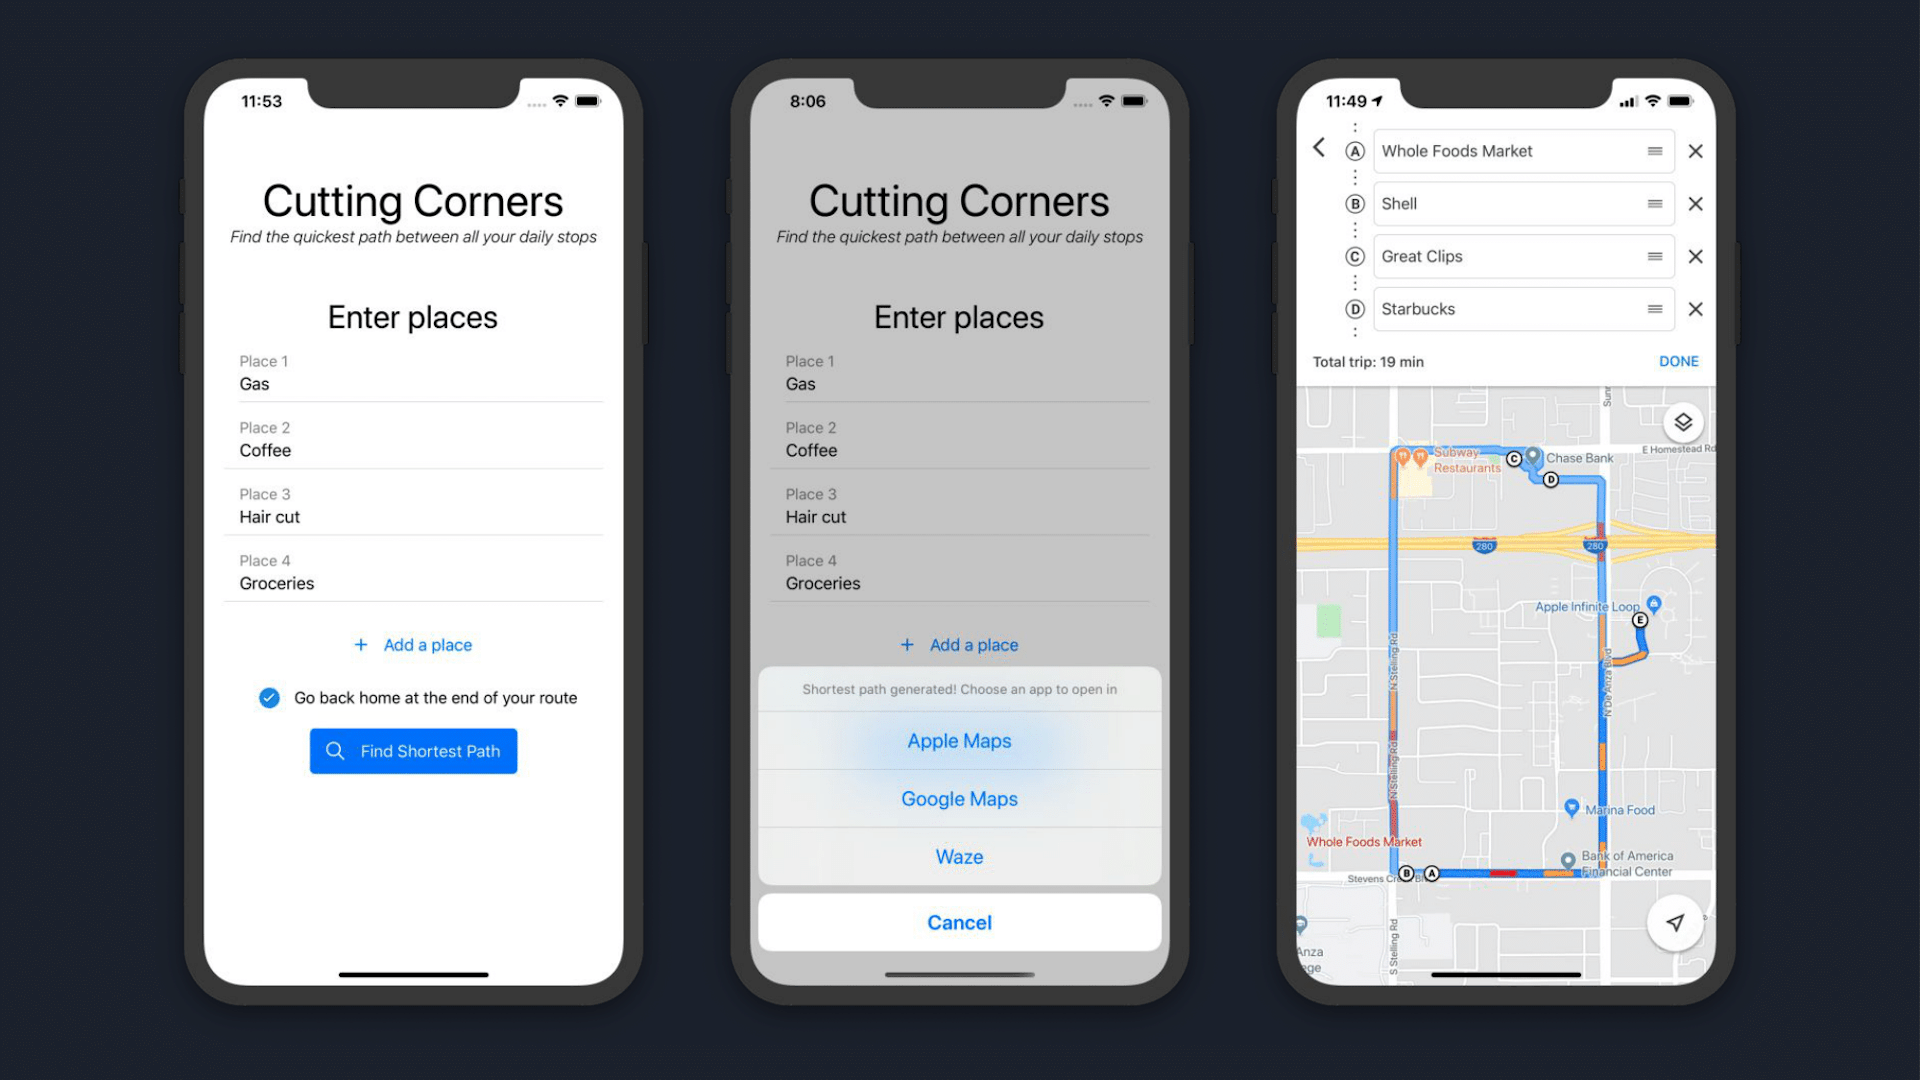 11:53
Cutting Corners
Find the quickest path between all your daily stops
Enter places
Place 1
Gas
Place 2
Coffee
Place 3
Hair cut
Place 4
Groceries
+ Add a place
Go back home at the end of your route
Find Shortest Path
8:06
Cutting Corners
Find the quickest path between all your daily stops
Enter places
Place 1
Gas
Place 2
Coffee
Place 3
Hair cut
Place 4
Groceries
+ Add a place
Shortest path generated! Choose an app to open in
Apple Maps
Google Maps
Waze
Cancel
11:49
A Whole Foods Market
B Shell
C Great Clips
D Starbucks
Total trip: 19 min
DONE
Sunn
E Homestead Rd
Subway
Restaurants
C
Chase Bank
D
280
280
Apple Infinite Loop
E
N Stelling Rd
N De Anza Blvd
N Stelling Rd
Marina Food
Whole Foods Market
Bank of America
Financial Center
Stevens Cr
B
A
S Stelling Rd
Anza
ege